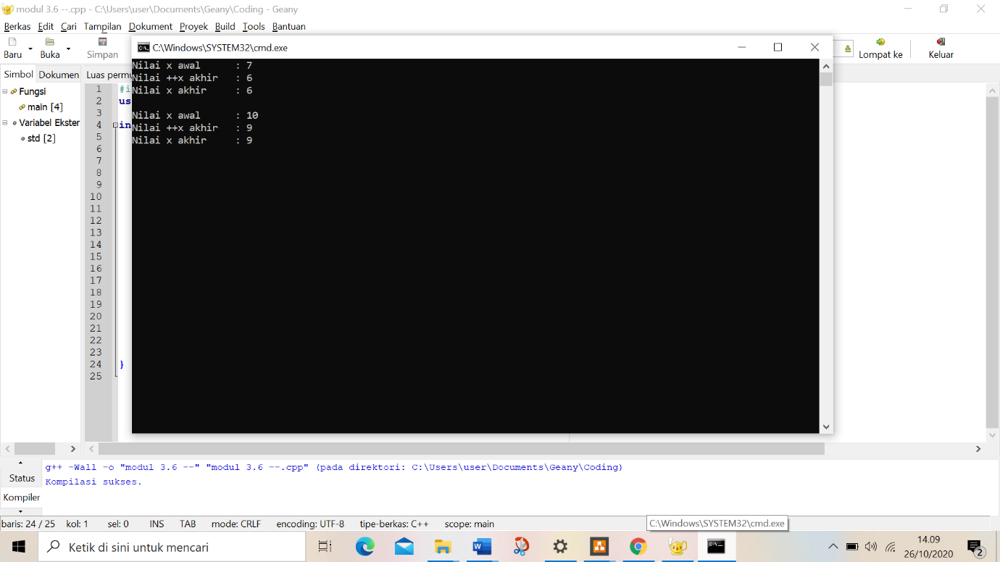 modul 3.6 --.cpp - C:\Users\user\Documents\Geany\Coding - Geany
Berkas Edit Cari Tampilan Dokumen Proyek Build Tools Bantuan
Baru Buka Simpan Lompat ke Keluar
C:\Windows\SYSTEM32\cmd.exe
Simbol Dokumen Luas permu
Fungsi
main [4]
Variabel Ekster
std [2]
1 #i
2 us
3
4 in
5
6
7
8
9
10
11
12
13
14
15
16
17
18
19
20
21
22
23
24 }
25
Nilai x awal : 7
Nilai ++x akhir : 6
Nilai x akhir : 6
Nilai x awal : 10
Nilai ++x akhir : 9
Nilai x akhir : 9
Status
Kompiler
g++ -Wall -o "modul 3.6 --" "modul 3.6 --.cpp" (pada direktori: C:\Users\user\Documents\Geany\Coding)
Kompilasi sukses.
baris: 24 / 25 kol: 1 sel: 0 INS TAB mode: CRLF encoding: UTF-8 tipe-berkas: C++ scope: main
C:\Windows\SYSTEM32\cmd.exe
Ketik di sini untuk mencari
14.09
26/10/2020
2